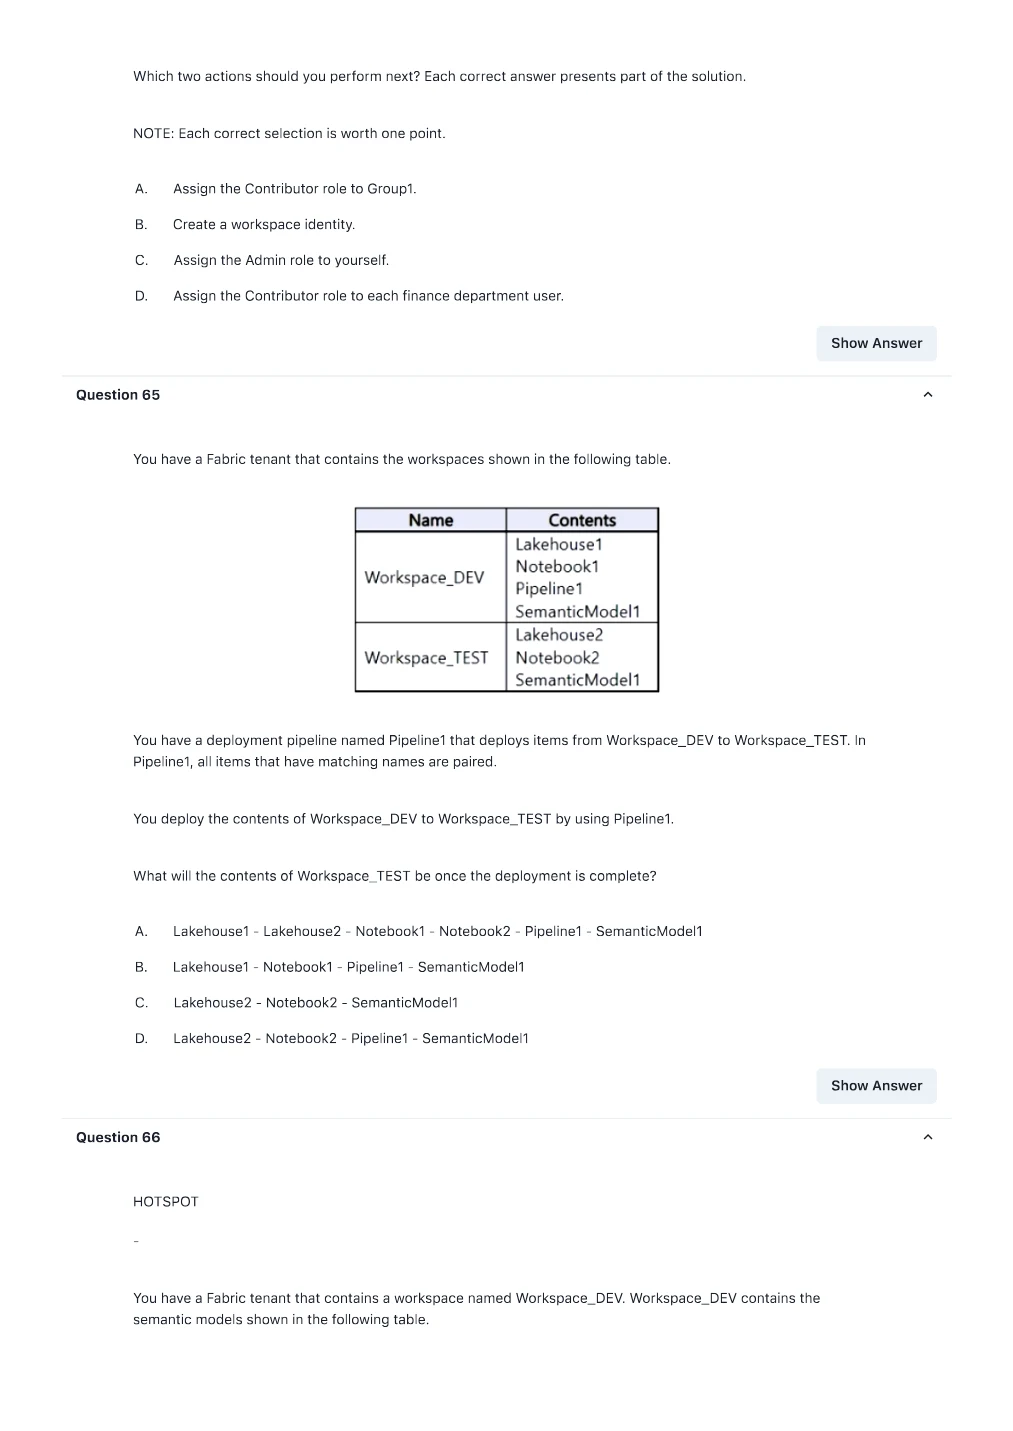 Which two actions should you perform next? Each correct answer presents part of the solution.
NOTE: Each correct selection is worth one point.
A. Assign the Contributor role to Group1.
B. Create a workspace identity.
C. Assign the Admin role to yourself.
D. Assign the Contributor role to each finance department user.
Show Answer
Question 65
You have a Fabric tenant that contains the workspaces shown in the following table.
Name Contents
Workspace_DEV
Lakehouse1
Notebook1
Pipeline1
SemanticModel1
Workspace_TEST
Lakehouse2
Notebook2
SemanticModel1
You have a deployment pipeline named Pipeline1 that deploys items from Workspace_DEV to Workspace_TEST. In
Pipeline1, all items that have matching names are paired.
You deploy the contents of Workspace_DEV to Workspace_TEST by using Pipeline1.
What will the contents of Workspace_TEST be once the deployment is complete?
A. Lakehouse1 - Lakehouse2 - Notebook1 - Notebook2 - Pipeline1 - SemanticModel1
B. Lakehouse1 - Notebook1 - Pipeline1 - SemanticModel1
C. Lakehouse2 - Notebook2 - SemanticModel1
D. Lakehouse2 - Notebook2 - Pipeline1 - SemanticModel1
Show Answer
Question 66
HOTSPOT
-
You have a Fabric tenant that contains a workspace named Workspace_DEV. Workspace_DEV contains the
semantic models shown in the following table.